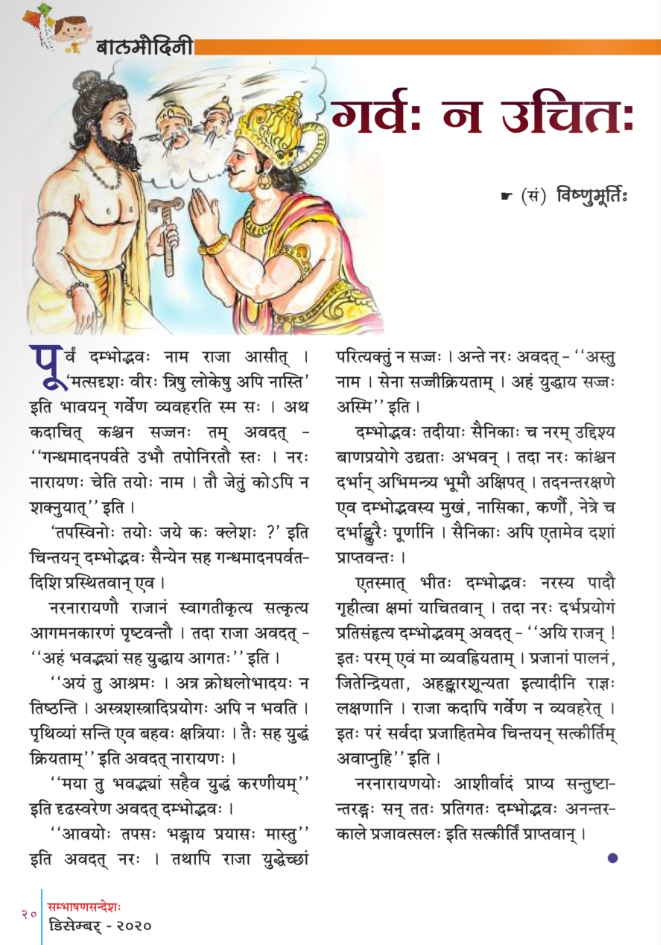 बालमोदिनी
गर्वः न उचितः
☛ (सं) विष्णुमूर्तिः
पूर्वं दम्भोद्भवः नाम राजा आसीत् ।
‘मत्सदृशः वीरः त्रिषु लोकेषु अपि नास्ति’
इति भावयन् गर्वेण व्यवहरति स्म सः । अथ
कदाचित् कश्चन सज्जनः तम् अवदत् -
‘‘गन्धमादनपर्वते उभौ तपोनिरतौ स्तः । नरः
नारायणः चेति तयोः नाम । तौ जेतुं कोऽपि न
शक्नुयात्’’ इति ।
‘तपस्विनोः तयोः जये कः क्लेशः ?’ इति
चिन्तयन् दम्भोद्भवः सैन्येन सह गन्धमादनपर्वत-
दिशि प्रस्थितवान् एव ।
नरनारायणौ राजानं स्वागतीकृत्य सत्कृत्य
आगमनकारणं पृष्टवन्तौ । तदा राजा अवदत् -
‘‘अहं भवद्भ्यां सह युद्धाय आगतः’’ इति ।
‘‘अयं तु आश्रमः । अत्र क्रोधलोभादयः न
तिष्ठन्ति । अस्त्रशस्त्रादिप्रयोगः अपि न भवति ।
पृथिव्यां सन्ति एव बहवः क्षत्रियाः । तैः सह युद्धं
क्रियताम्’’ इति अवदत् नारायणः ।
‘‘मया तु भवद्भ्यां सहैव युद्धं करणीयम्’’
इति दृढस्वरेण अवदत् दम्भोद्भवः ।
‘‘आवयोः तपसः भङ्गाय प्रयासः मास्तु’’
इति अवदत् नरः । तथापि राजा युद्धेच्छां
परित्यक्तुं न सज्जः । अन्ते नरः अवदत् - ‘‘अस्तु
नाम । सेना सज्जीक्रियताम् । अहं युद्धाय सज्जः
अस्मि’’ इति ।
दम्भोद्भवः तदीयाः सैनिकाः च नरम् उद्दिश्य
बाणप्रयोगे उद्यताः अभवन् । तदा नरः कांश्चन
दर्भान् अभिमन्त्र्य भूमौ अक्षिपत् । तदनन्तरक्षणे
एव दम्भोद्भवस्य मुखं, नासिका, कर्णौ, नेत्रे च
दर्भाङ्कुरैः पूर्णानि । सैनिकाः अपि एतामेव दशां
प्राप्तवन्तः ।
एतस्मात् भीतः दम्भोद्भवः नरस्य पादौ
गृहीत्वा क्षमां याचितवान् । तदा नरः दर्भप्रयोगं
प्रतिसंहृत्य दम्भोद्भवम् अवदत् - ‘‘अयि राजन् !
इतः परम् एवं मा व्यवह्रियताम् । प्रजानां पालनं,
जितेन्द्रियता, अहङ्कारशून्यता इत्यादीनि राज्ञः
लक्षणानि । राजा कदापि गर्वेण न व्यवहरेत् ।
इतः परं सर्वदा प्रजाहितमेव चिन्तयन् सत्कीर्तिम्
अवाप्नुहि’’ इति ।
नरनारायणयोः आशीर्वादं प्राप्य सन्तुष्टा-
न्तरङ्गः सन् ततः प्रतिगतः दम्भोद्भवः अनन्तर-
काले प्रजावत्सलः इति सत्कीर्तिं प्राप्तवान् ।
२० सम्भाषणसन्देशः
डिसेम्बर् - २०२०